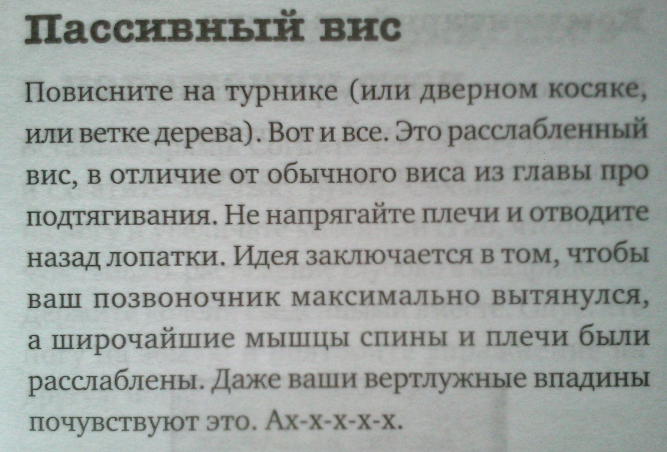 Пассивный вис
Повисните на турнике (или дверном косяке,
или ветке дерева). Вот и все. Это расслабленный
вис, в отличие от обычного виса из главы про
подтягивания. Не напрягайте плечи и отводите
назад лопатки. Идея заключается в том, чтобы
ваш позвоночник максимально вытянулся,
а широчайшие мышцы спины и плечи были
расслаблены. Даже ваши вертлужные впадины
почувствуют это. Ах-х-х-х-х.